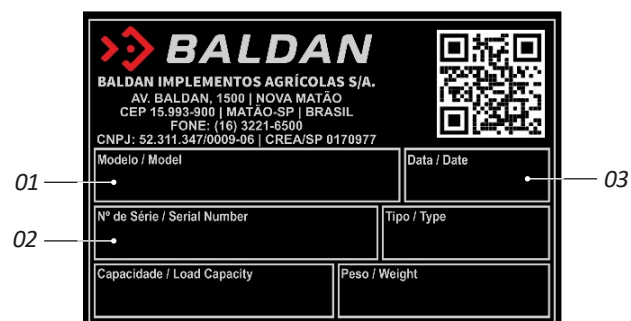 BALDAN
BALDAN IMPLEMENTOS AGRÍCOLAS S/A.
AV. BALDAN, 1500 | NOVA MATÃO
CEP 15.993-900 | MATÃO-SP | BRASIL
FONE: (16) 3221-6500
CNPJ: 52.311.347/0009-06 | CREA/SP 0170977
Modelo / Model
Data / Date
01
03
Nº de Série / Serial Number
Tipo / Type
02
Capacidade / Load Capacity
Peso / Weight